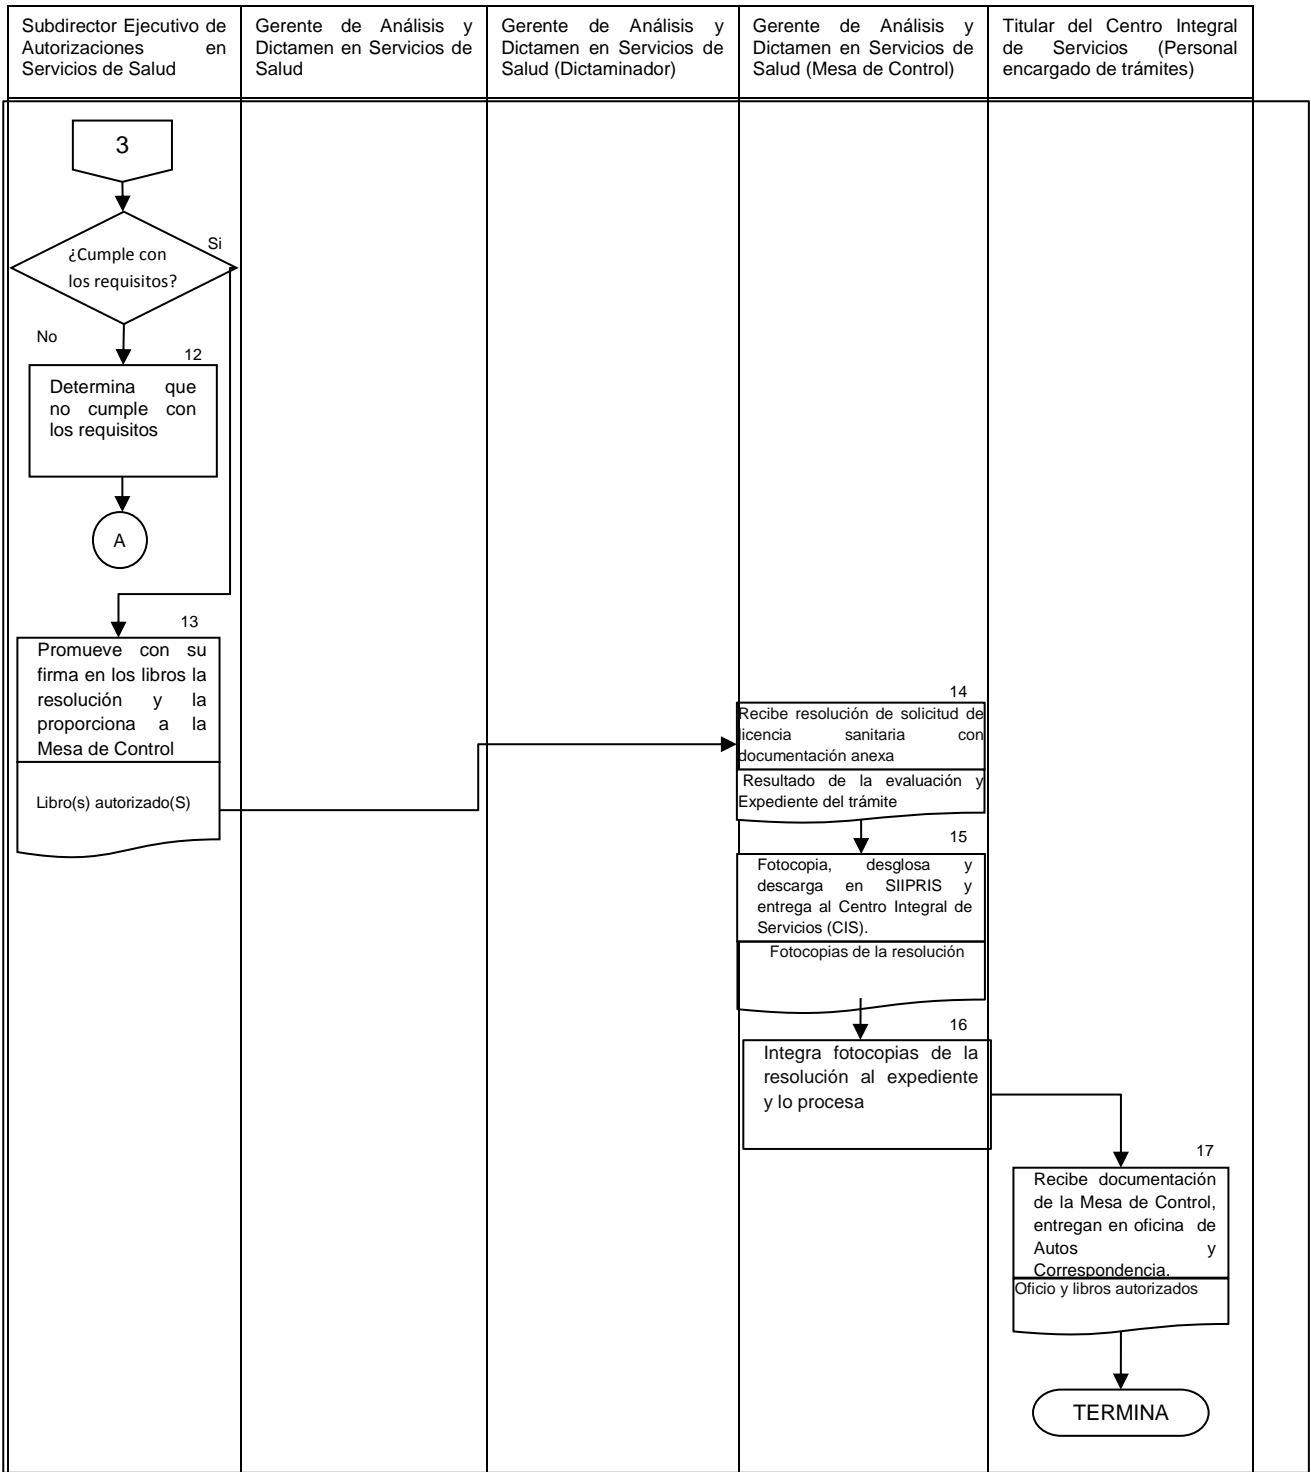 Subdirector Ejecutivo de
Autorizaciones en
Servicios de Salud
Gerente de Análisis y
Dictamen en Servicios de
Salud
Gerente de Análisis y
Dictamen en Servicios de
Salud (Dictaminador)
Gerente de Análisis y
Dictamen en Servicios de
Salud (Mesa de Control)
Titular del Centro Integral
de Servicios (Personal
encargado de trámites)
3
¿Cumple con
los requisitos?
Si
No
12
Determina que
no cumple con
los requisitos
A
13
Promueve con su
firma en los libros la
resolución y la
proporciona a la
Mesa de Control
Libro(s) autorizado(S)
14
Recibe resolución de solicitud de
licencia sanitaria con
documentación anexa
Resultado de la evaluación y
Expediente del trámite
15
Fotocopia, desglosa y
descarga en SIIPRIS y
entrega al Centro Integral de
Servicios (CIS).
Fotocopias de la resolución
16
Integra fotocopias de la
resolución al expediente
y lo procesa
17
Recibe documentación
de la Mesa de Control,
entregan en oficina de
Autos y
Correspondencia.
Oficio y libros autorizados
TERMINA